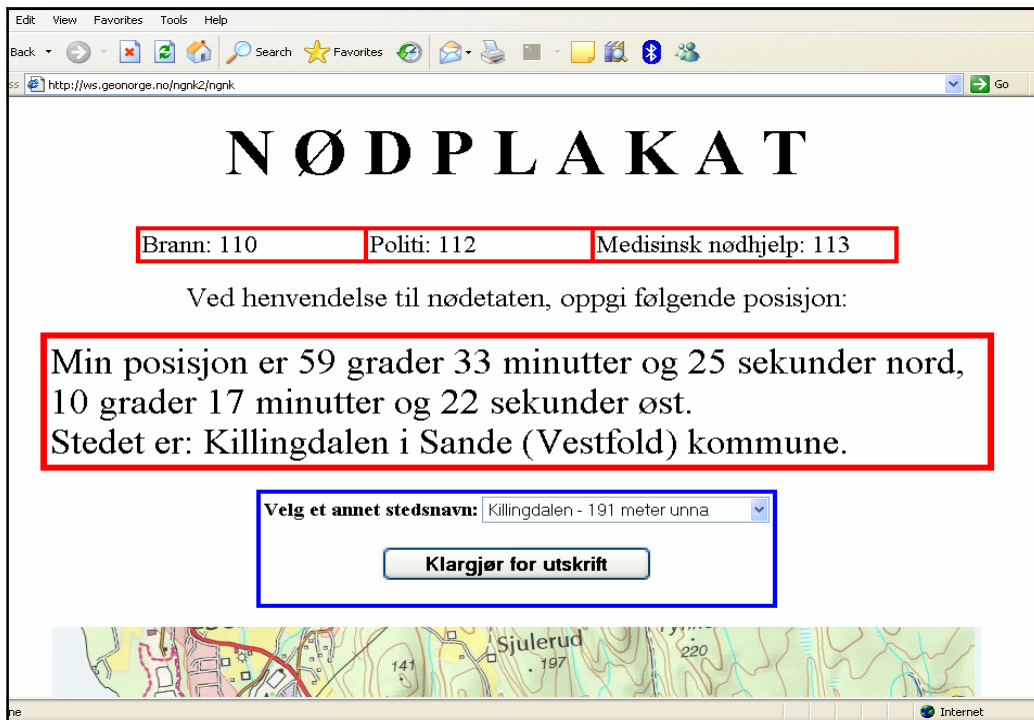 Edit View Favorites Tools Help
Back Search Favorites
ss http://ws.geonorge.no/ngnk2/ngnk Go
NØDPLAKAT
Brann: 110 Politi: 112 Medisinsk nødhjelp: 113
Ved henvendelse til nødetaten, oppgi følgende posisjon:
Min posisjon er 59 grader 33 minutter og 25 sekunder nord,
10 grader 17 minutter og 22 sekunder øst.
Stedet er: Killingdalen i Sande (Vestfold) kommune.
Velg et annet stedsnavn: Killingdalen - 191 meter unna
Klargjør for utskrift
Sjulerud
141 197 220
ne Internet